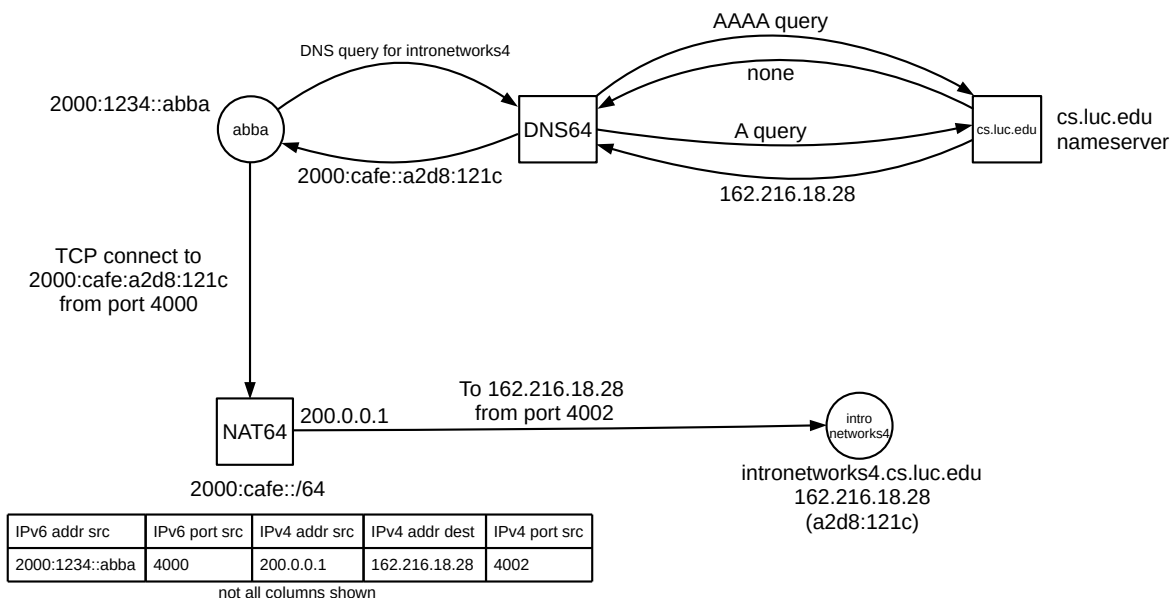 AAAA query
DNS query for intronetworks4
none
2000:1234::abba
abba
DNS64
A query
cs.luc.edu
cs.luc.edu
nameserver
2000:cafe::a2d8:121c
162.216.18.28
TCP connect to
2000:cafe:a2d8:121c
from port 4000
To 162.216.18.28
from port 4002
NAT64
200.0.0.1
intro
networks4
2000:cafe::/64
intronetworks4.cs.luc.edu
162.216.18.28
(a2d8:121c)
IPv6 addr src IPv6 port src IPv4 addr src IPv4 addr dest IPv4 port src
2000:1234::abba 4000 200.0.0.1 162.216.18.28 4002
not all columns shown